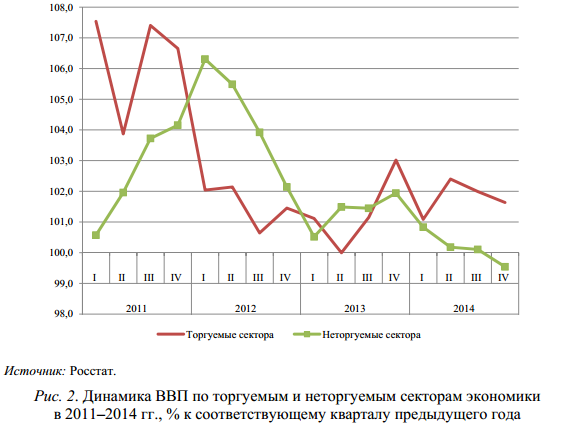 108,0
107,0
106,0
105,0
104,0
103,0
102,0
101,0
100,0
99,0
98,0
I II III IV I II III IV I II III IV I II III IV
2011 2012 2013 2014
Торгуемые сектора Неторгуемые сектора
Источник: Росстат.
Рис. 2. Динамика ВВП по торгуемым и неторгуемым секторам экономики
в 2011–2014 гг., % к соответствующему кварталу предыдущего года